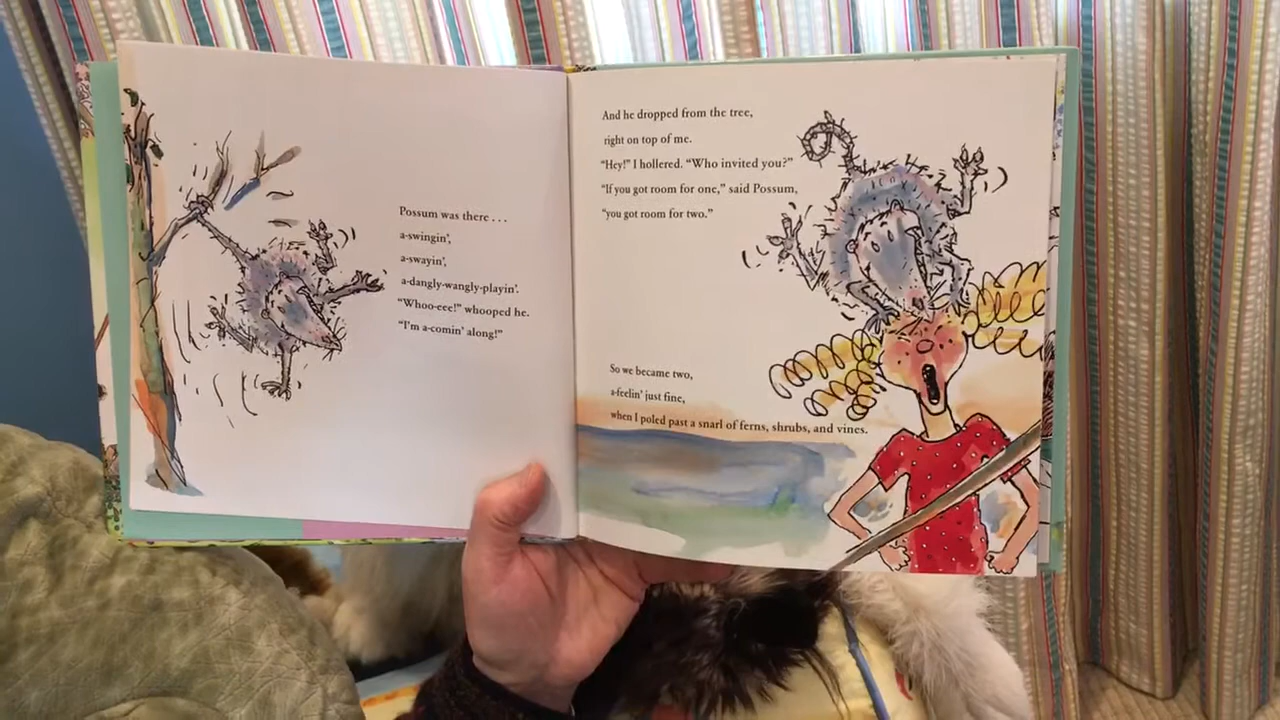 Possum was there . . .
a-swingin',
a-swayin',
a-dangly-wangly-playin'.
"Whoo-eee!" whooped he.
"I'm a-comin' along!"
And he dropped from the tree,
right on top of me.
"Hey!" I hollered. "Who invited you?"
"If you got room for one," said Possum,
"you got room for two."
So we became two,
a-feelin' just fine,
when I poled past a snarl of ferns, shrubs, and vines.